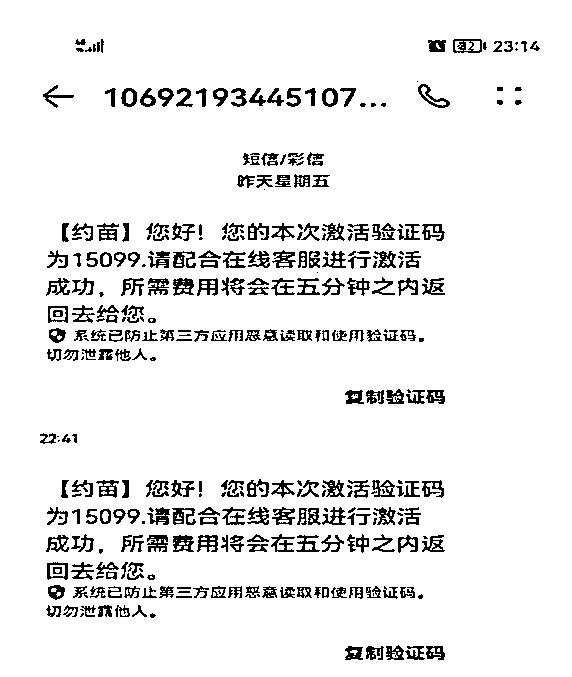 23:14
10692193445107...
短信/彩信
昨天星期五
【约苗】您好！您的本次激活验证码
为15099.请配合在线客服进行激活
成功，所需费用将会在五分钟之内返
回去给您。
系统已防止第三方应用恶意读取和使用验证码。
切勿泄露他人。
复制验证码
22:41
【约苗】您好！您的本次激活验证码
为15099.请配合在线客服进行激活
成功，所需费用将会在五分钟之内返
回去给您。
系统已防止第三方应用恶意读取和使用验证码。
切勿泄露他人。
复制验证码